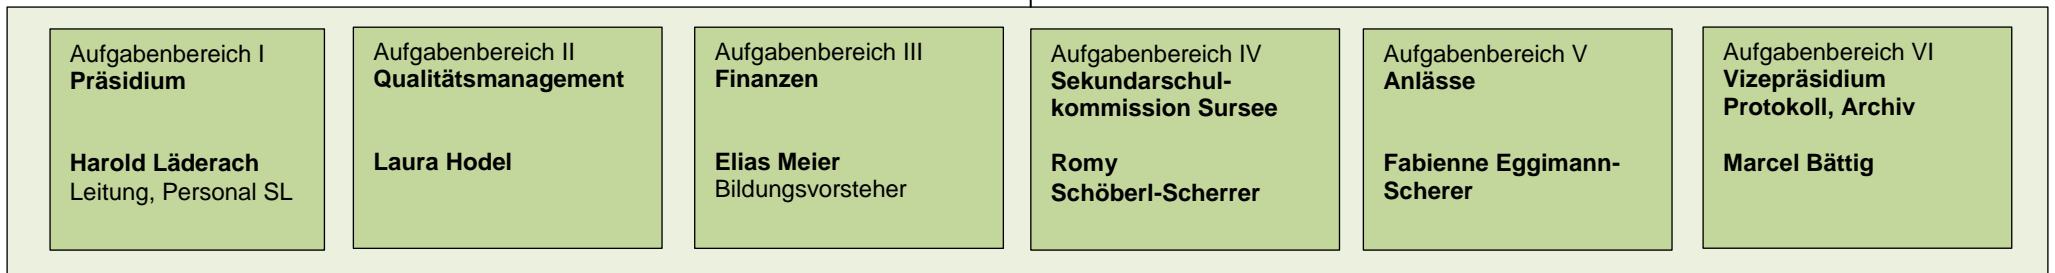 Aufgabenbereich I
Präsidium
Harold Läderach
Leitung, Personal SL
Aufgabenbereich II
Qualitätsmanagement
Laura Hodel
Aufgabenbereich III
Finanzen
Elias Meier
Bildungsvorsteher
Aufgabenbereich IV
Sekundarschul-
kommission Sursee
Romy
Schöberl-Scherrer
Aufgabenbereich V
Anlässe
Fabienne Eggimann-
Scherer
Aufgabenbereich VI
Vizepräsidium
Protokoll, Archiv
Marcel Bättig